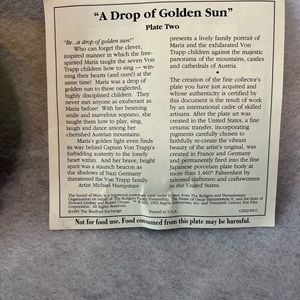 "A Drop of Golden Sun"
Plate Two
"Re...a drop of golden sun!"
Who can forget the clever,
inspired manner in which the free-
spirited Maria taught the seven Von
Trapp children how to sing — win-
ning their hearts (and ours!) at the
same time! Maria was a drop of
golden sun to these neglected,
highly disciplined children. They
never met anyone as exuberant as
Maria before! With her beaming
smile and marvelous soprano, she
taught them how to play, sing,
laugh and dance among her
cherished Austrian mountains.
Maria's golden light even finds
its way behind Captain Von Trapp's
forbidding austerity to the lonely
heart within. And her brave, bright
spirit was a staunch beacon as
the shadows of Nazi Germany
threatened the Von Trapp family.
Artist Michael Hampshire
presents a lively family portrait of
Maria and the exhilarated Von
Trapp children against the majestic
panorama of the mountains, castles
and cathedrals of Austria.
•
The creation of the fine collector's
plate you have just acquired and
whose authenticity is certified by
this document is the result of work
by an international cadre of skilled
artisans. After the plate art was
created in the United States, a fine
ceramic transfer, incorporating
pigments carefully chosen to
faithfully re-create the vibrant
beauty of the artist's original, was
created in France and Germany
and permanently fired into the fine
Japanese porcelain plate body at
more than 1,460° Fahrenheit by
talented craftsmen and craftswomen
in the United States.
©1995 The Bradford Exchange
Printed in U.S.A.
Not for food use. Food consumed from this plate may be harmful.